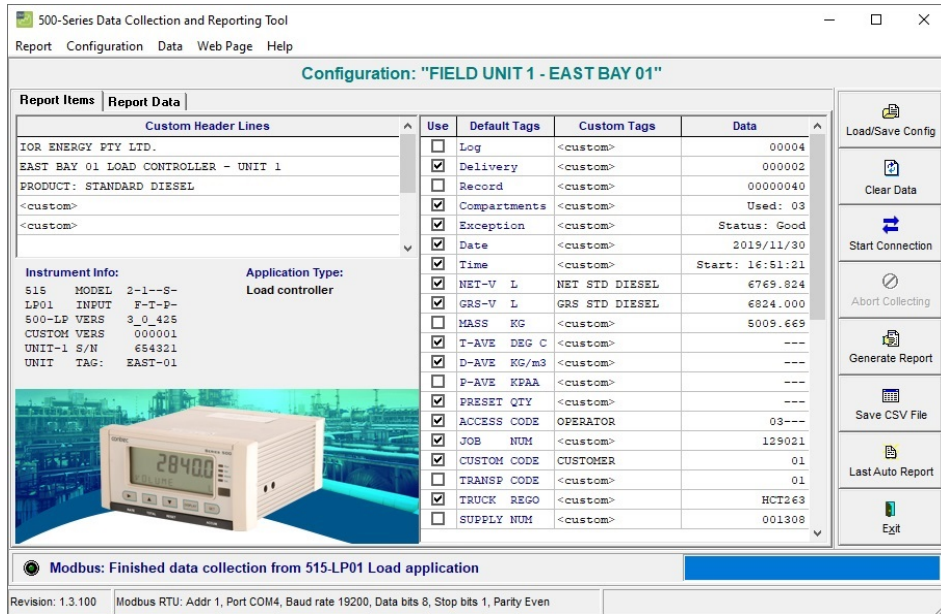 500-Series Data Collection and Reporting Tool
Report Configuration Data Web Page Help
Configuration: "FIELD UNIT 1 - EAST BAY 01"
Report Items Report Data
Custom Header Lines
IOR ENERGY PTY LTD.
EAST BAY 01 LOAD CONTROLLER - UNIT 1
PRODUCT: STANDARD DIESEL
<custom>
<custom>
Instrument Info:
515 MODEL 2-1--S-
LP01 INPUT F-T-P-
500-LP VERS 3_0_425
CUSTOM VERS 000001
UNIT-1 S/N 654321
UNIT TAG: EAST-01
Application Type:
Load controller
contrec
28400
VOLUME
Use Default Tags Custom Tags Data
Log <custom> 00004
Delivery <custom> 000002
Record <custom> 00000040
Compartments <custom> Used: 03
Exception <custom> Status: Good
Date <custom> 2019/11/30
Time <custom> Start: 16:51:21
NET-V L NET STD DIESEL 6769.824
GRS-V L GRS STD DIESEL 6824.000
MASS KG <custom> 5009.669
T-AVE DEG C <custom> ---
D-AVE KG/m3 <custom> ---
P-AVE KPAA <custom> ---
PRESET QTY <custom> ---
ACCESS CODE OPERATOR 03---
JOB NUM <custom> 129021
CUSTOM CODE CUSTOMER 01
TRANSP CODE <custom> 01
TRUCK REGO <custom> HCT263
SUPPLY NUM <custom> 001308
Load/Save Config
Clear Data
Start Connection
Abort Collecting
Generate Report
Save CSV File
Last Auto Report
Exit
Modbus: Finished data collection from 515-LP01 Load application
Revision: 1.3.100 Modbus RTU: Addr 1, Port COM4, Baud rate 19200, Data bits 8, Stop bits 1, Parity Even